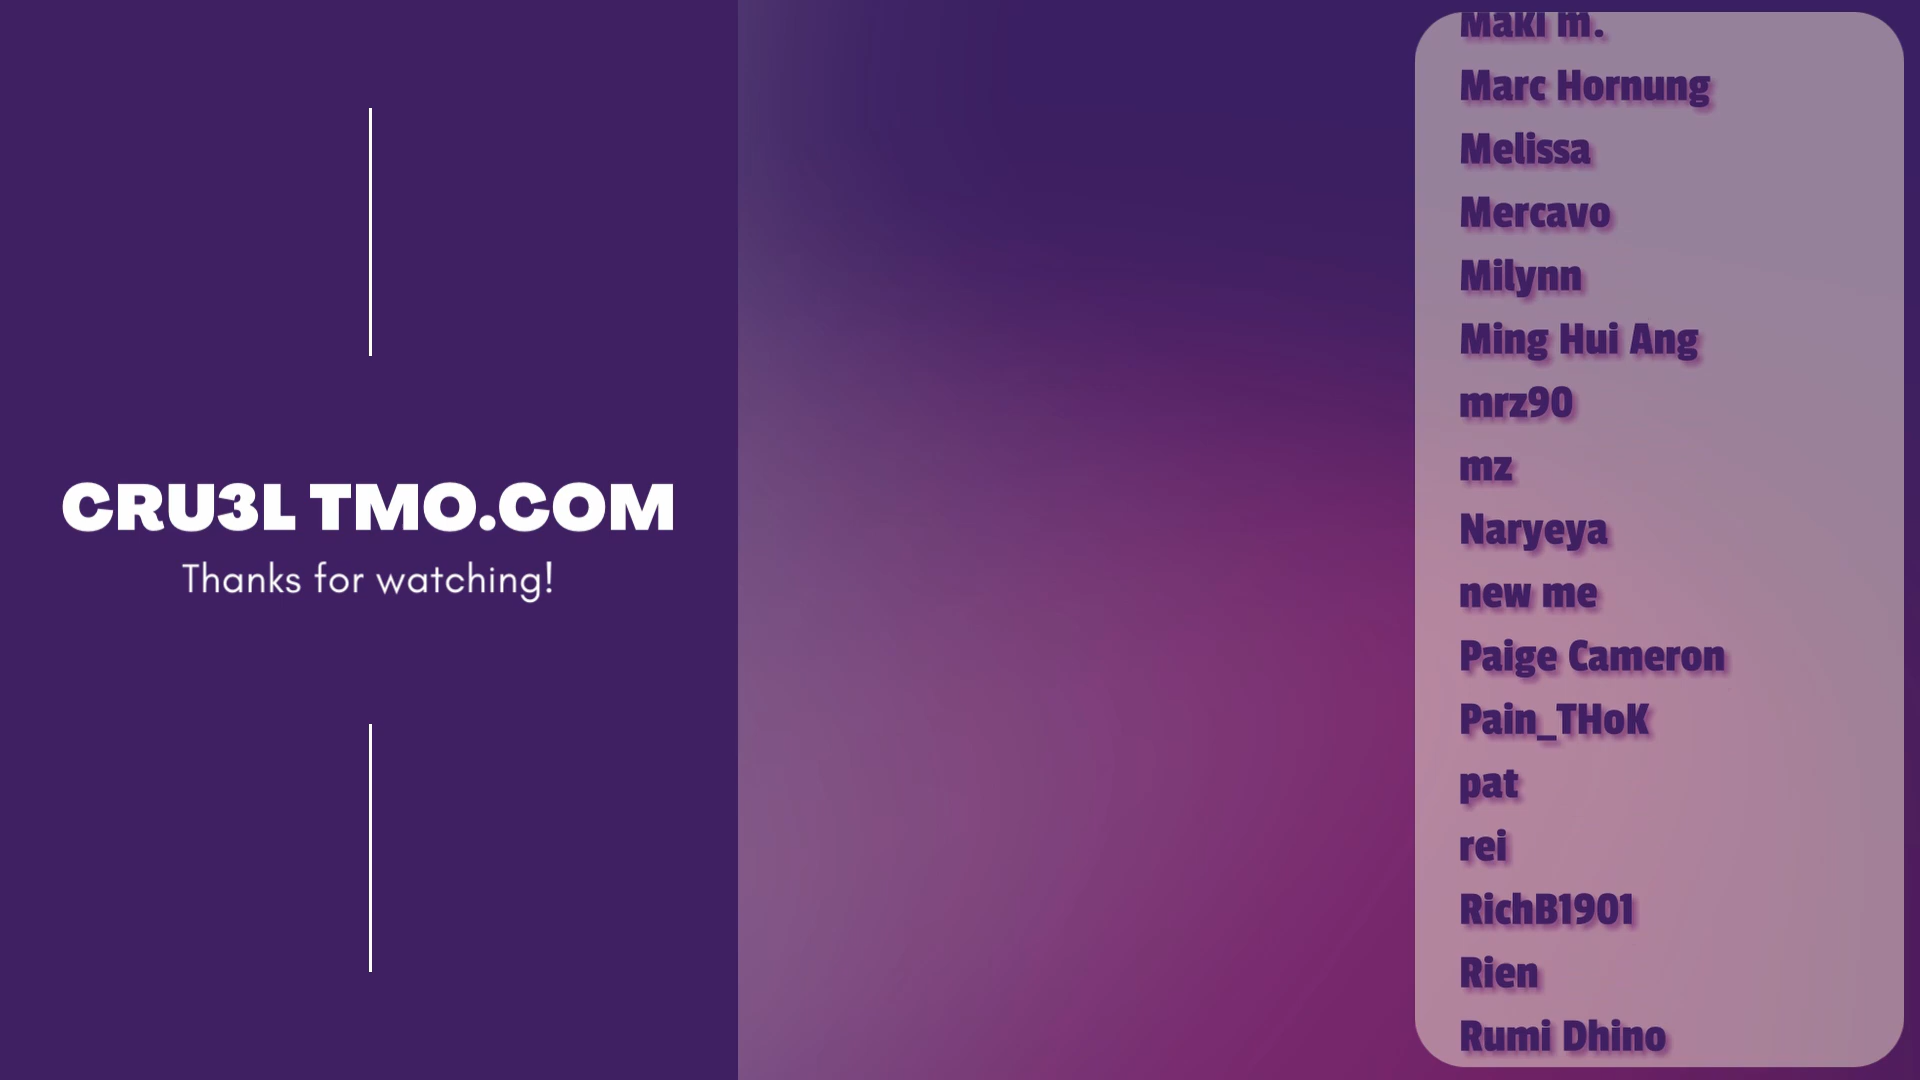 CRU3L TMO.COM
Thanks for watching!
Maki m.
Marc Hornung
Melissa
Mercavo
Milynn
Ming Hui Ang
mrz90
mz
Naryeya
new me
Paige Cameron
Pain_THoK
pat
rei
RichB1901
Rien
Rumi Dhino